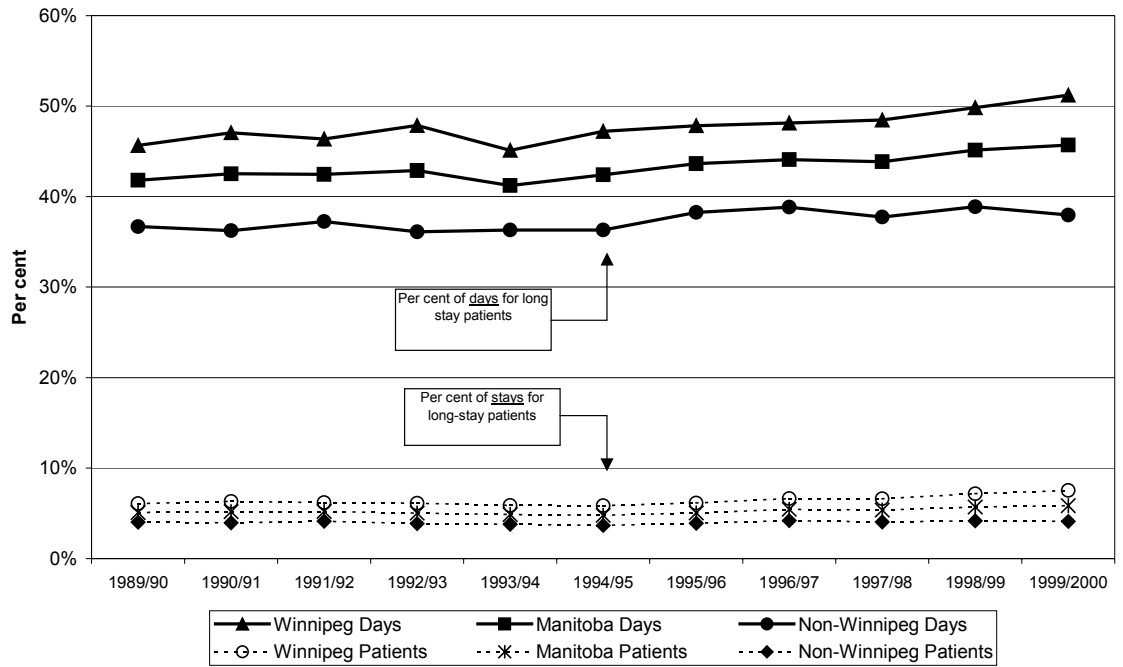 60%
50%
40%
30%
20%
10%
0%
Per cent
Per cent of days for long
stay patients
Per cent of stays for
long-stay patients
1989/90 1990/91 1991/92 1992/93 1993/94 1994/95 1995/96 1996/97 1997/98 1998/99 1999/2000
Winnipeg Days Manitoba Days Non-Winnipeg Days
Winnipeg Patients Manitoba Patients Non-Winnipeg Patients